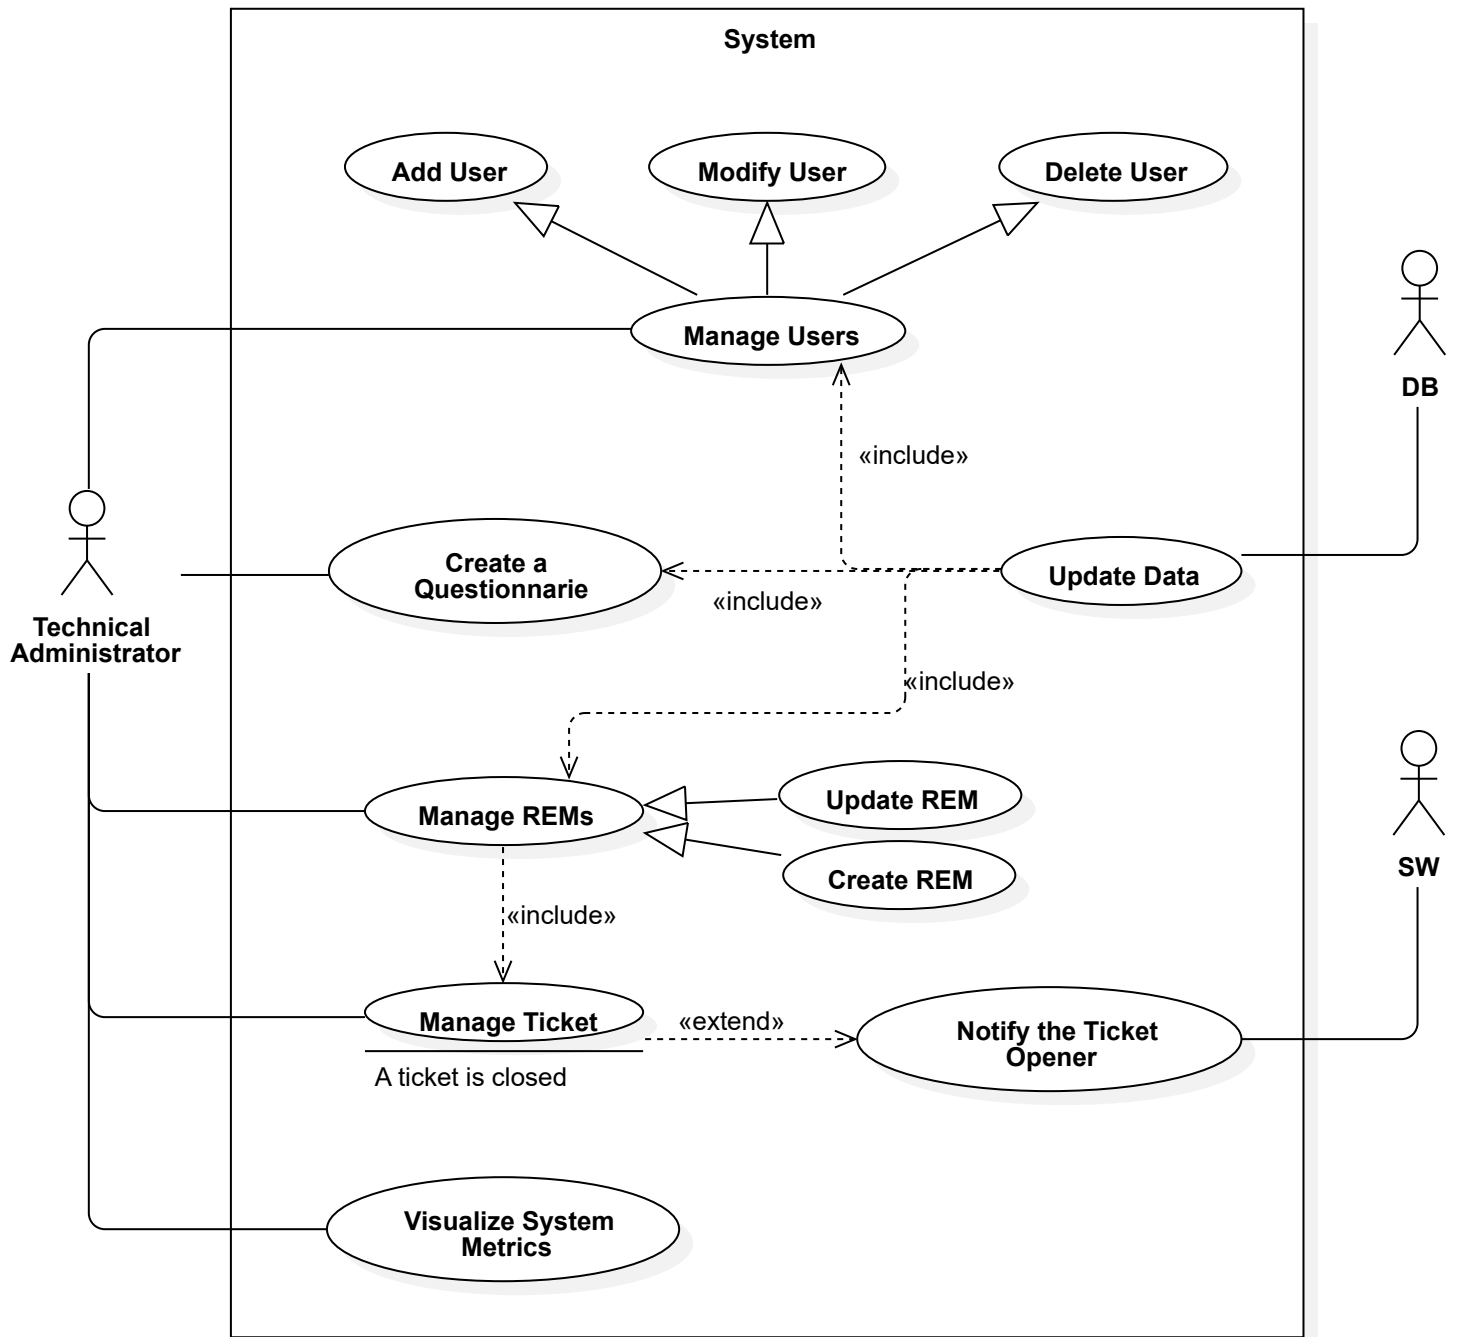 System
Add User
Modify User
Delete User
Manage Users
DB
«include»
Create a
Questionnarie
«include»
Update Data
Technical
Administrator
«include»
Manage REMs
Update REM
Create REM
SW
«include»
Manage Ticket
«extend»
Notify the Ticket
Opener
A ticket is closed
Visualize System
Metrics